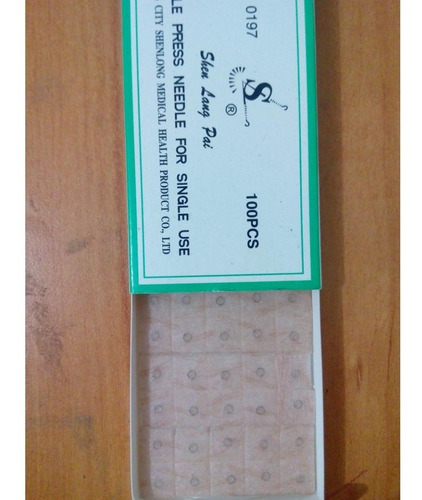 0197
S
®
Shen Lang Pai
100PCS
LE PRESS NEEDLE FOR SINGLE USE
CITY SHENLONG MEDICAL HEALTH PRODUCT CO., LTD